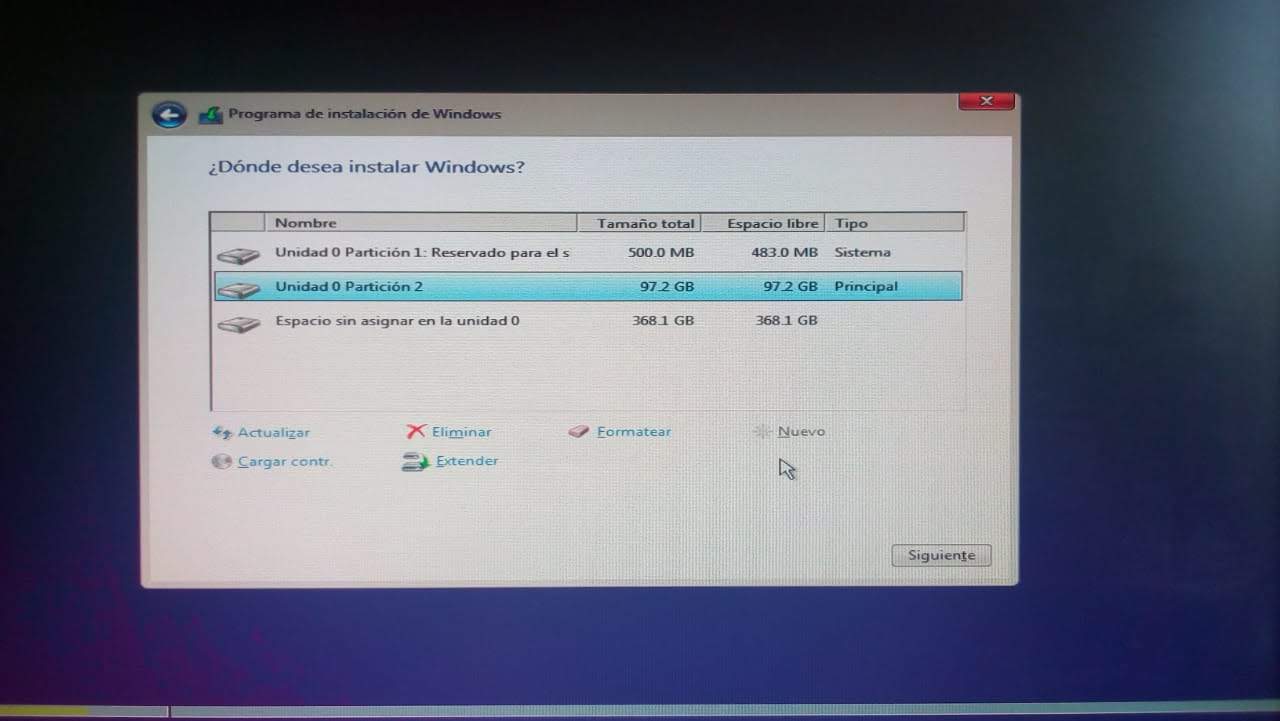 Programa de instalación de Windows
¿Dónde desea instalar Windows?
Nombre Tamaño total Espacio libre Tipo
Unidad 0 Partición 1: Reservado para el s 500.0 MB 483.0 MB Sistema
Unidad 0 Partición 2 97.2 GB 97.2 GB Principal
Espacio sin asignar en la unidad 0 368.1 GB 368.1 GB
Actualizar Eliminar Formatear Nuevo
Cargar contr. Extender
Siguiente